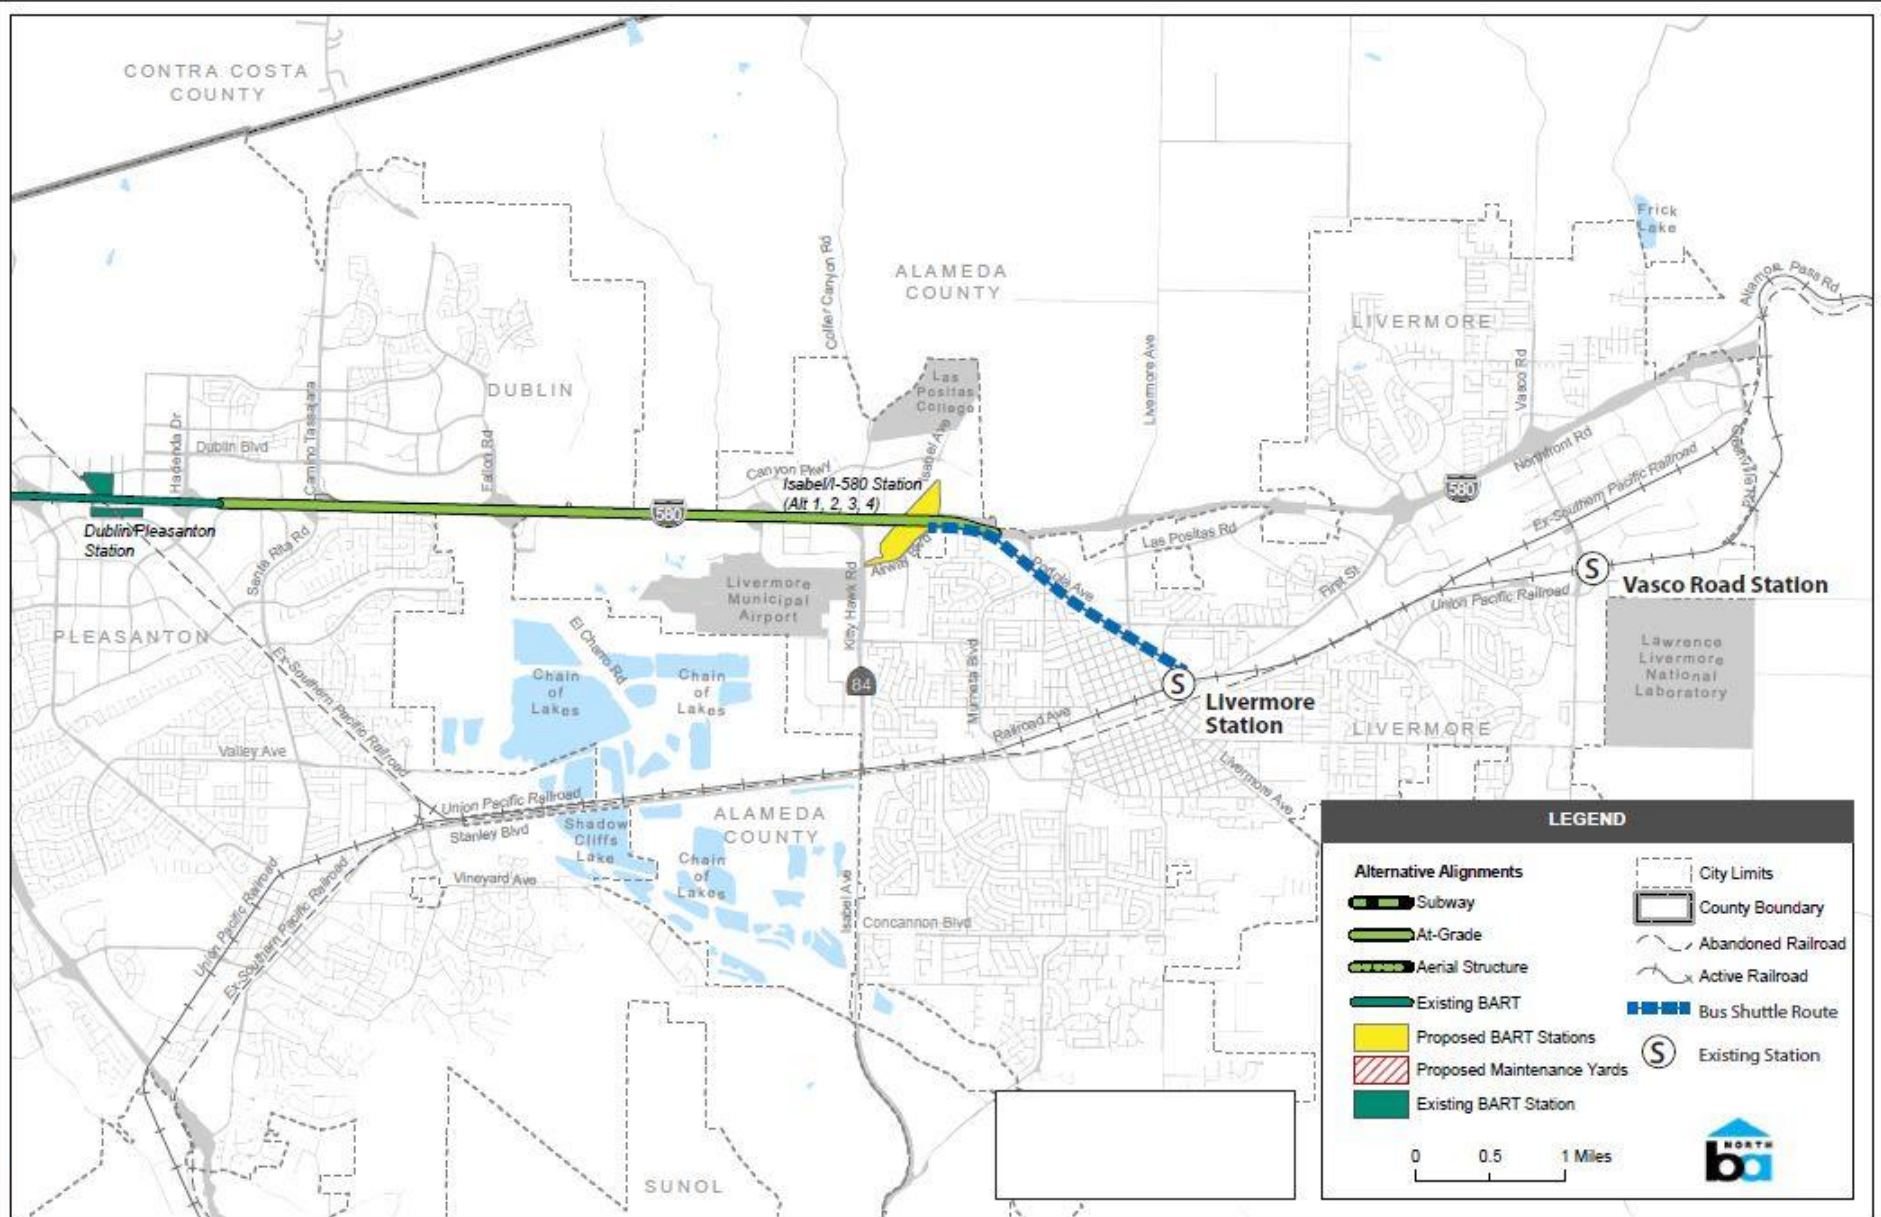 CONTRA COSTA
COUNTY
Frick
Lake
ALAMEDA
COUNTY
Altamont Pass Rd
Collier Canyon Rd
LIVERMORE
Livermore Ave
Vasco Rd
Las
Positas
College
DUBLIN
Hacienda Dr
Dublin Blvd
Camino Tassajara
Fallon Rd
Isabel Ave
Northfront Rd
Greenville Rd
Canyon Pkwy
Isabel/I-580 Station
(Alt 1, 2, 3, 4)
580
580
Ex-Southern Pacific Railroad
Dublin/Pleasanton
Station
Santa Rita Rd
Las Positas Rd
Airway Blvd
Portola Ave
First St
S
Vasco Road Station
Union Pacific Railroad
Livermore
Municipal
Airport
Kitty Hawk Rd
PLEASANTON
El Charro Rd
Ex-Southern Pacific Railroad
Murrieta Blvd
Lawrence
Livermore
National
Laboratory
Chain
of
Lakes
Chain
of
Lakes
84
S
Livermore
Station
Railroad Ave
LIVERMORE
Valley Ave
Livermore Ave
Union Pacific Railroad
Stanley Blvd
Shadow
Cliffs
Lake
ALAMEDA
COUNTY
Chain
of
Lakes
Vineyard Ave
Union Pacific Railroad
Ex-Southern Pacific Railroad
Isabel Ave
Concannon Blvd
SUNOL
LEGEND
Alternative Alignments
Subway
At-Grade
Aerial Structure
Existing BART
Proposed BART Stations
Proposed Maintenance Yards
Existing BART Station
City Limits
County Boundary
Abandoned Railroad
Active Railroad
Bus Shuttle Route
S
Existing Station
0 0.5 1 Miles
NORTH
ba